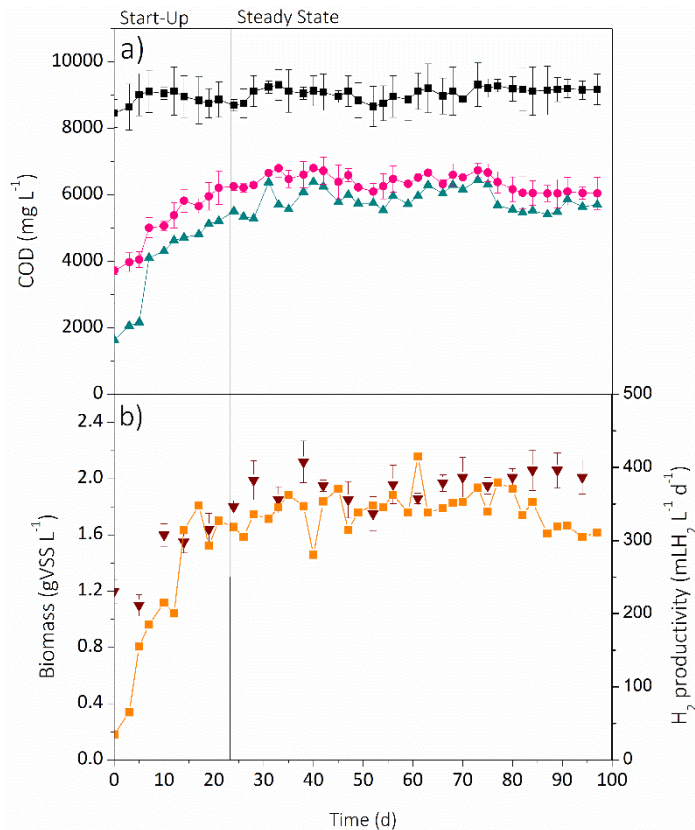 Start-Up Steady State
a)
10000
8000
6000
4000
2000
0
COD (mg L⁻¹)
b)
2.4
2.0
1.6
1.2
0.8
0.4
0.0
Biomass (gVSS L⁻¹)
500
400
300
200
100
0
H₂ productivity (mLH₂ L⁻¹ d⁻¹)
0 10 20 30 40 50 60 70 80 90 100
Time (d)